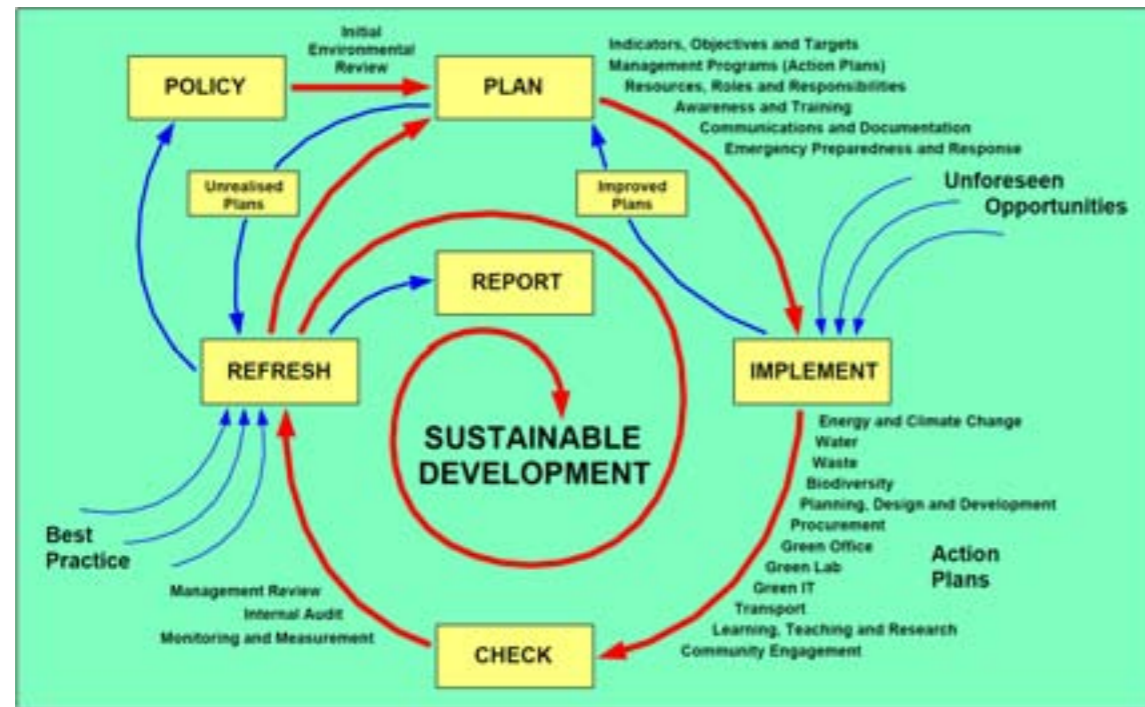 Initial
Environmental
Review
POLICY
PLAN
Indicators, Objectives and Targets
Management Programs (Action Plans)
Resources, Roles and Responsibilities
Awareness and Training
Communications and Documentation
Emergency Preparedness and Response
Unrealised
Plans
Improved
Plans
Unforeseen
Opportunities
REPORT
REFRESH
IMPLEMENT
SUSTAINABLE
DEVELOPMENT
Energy and Climate Change
Water
Waste
Biodiversity
Planning, Design and Development
Procurement
Green Office
Green Lab
Green IT
Transport
Learning, Teaching and Research
Community Engagement
Action
Plans
Best
Practice
Management Review
Internal Audit
Monitoring and Measurement
CHECK